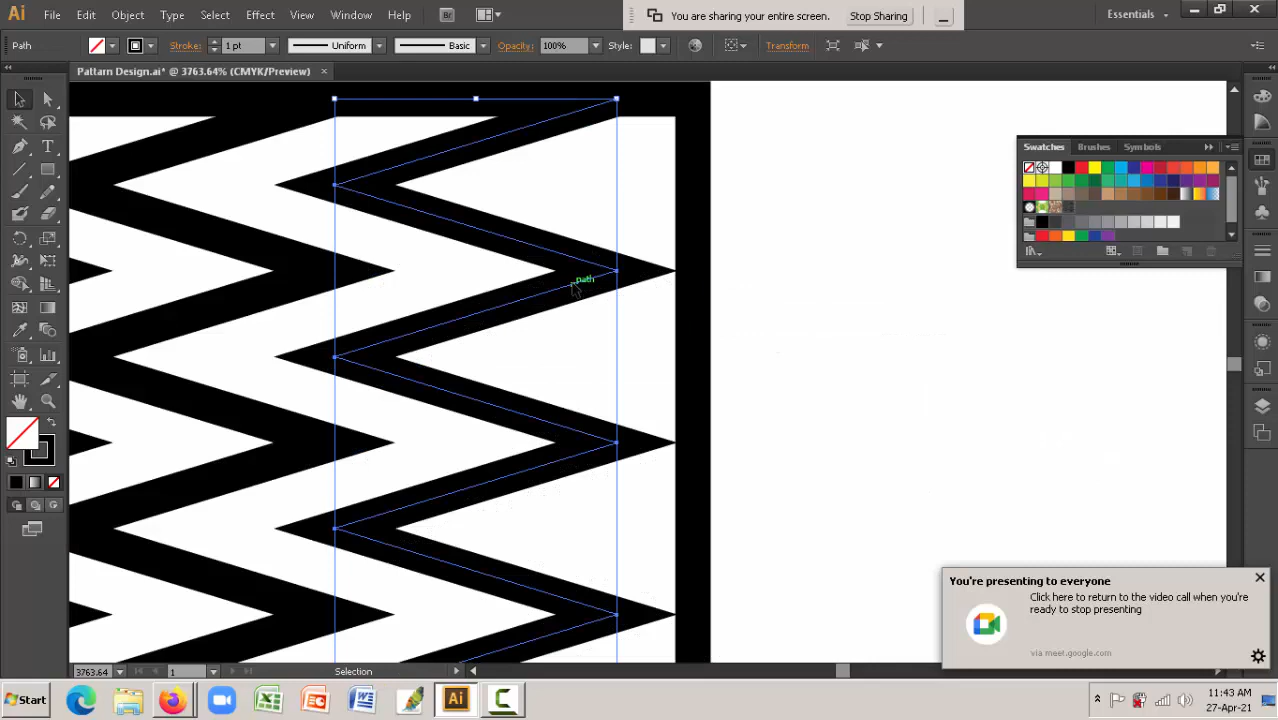 Ai File Edit Object Type Select Effect View Window Help Br
You are sharing your entire screen. Stop Sharing
Essentials
Path Stroke: 1 pt Uniform Basic Opacity: 100% Style: Transform
Pattarn Design.ai* @ 3763.64% (CMYK/Preview)
path
Swatches Brushes Symbols
T
You're presenting to everyone
Click here to return to the video call when you're
ready to stop presenting
via meet.google.com
3763.64 1 Selection
Start Ai
11:43 AM
27-Apr-21